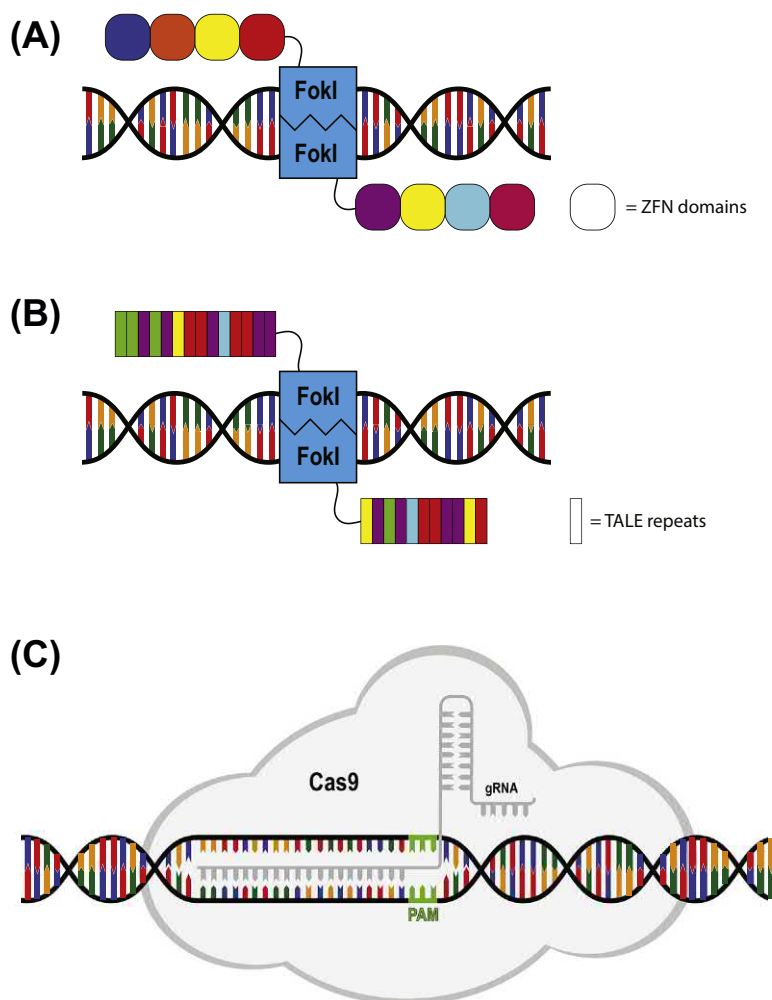 (A)
FokI
FokI
= ZFN domains
(B)
FokI
FokI
= TALE repeats
(C)
Cas9
gRNA
PAM